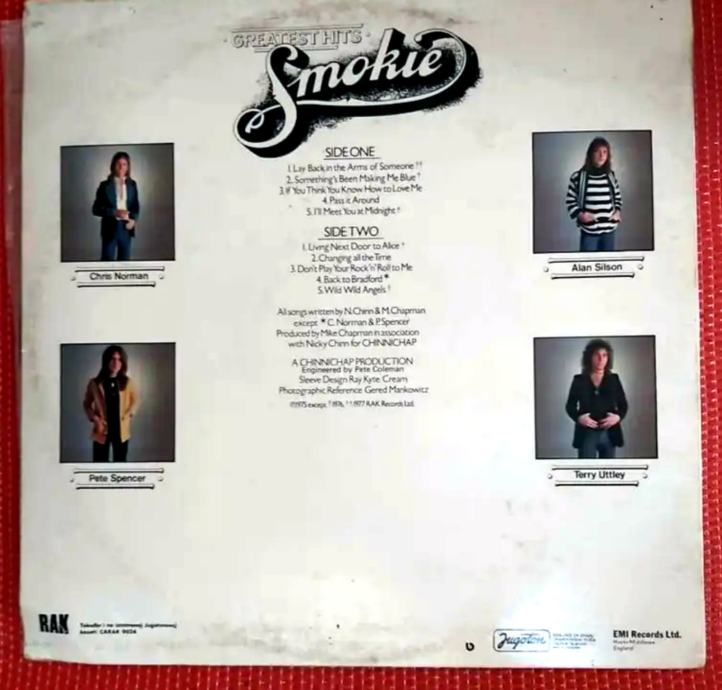 GREATEST HITS
Smokie
SIDE ONE
1. Lay Back in the Arms of Someone ††
2. Something's Been Making Me Blue †
3. If You Think You Know How to Love Me
4. Pass it Around
5. I'll Meet You at Midnight †
SIDE TWO
1. Living Next Door to Alice †
2. Changing all the Time
3. Don't Play Your Rock 'n' Roll to Me
4. Back to Bradford *
5. Wild Wild Angels †
All songs written by N. Chinn & M. Chapman
except * C. Norman & P. Spencer
Produced by Mike Chapman in association
with Nicky Chinn for CHINNICHAP
A CHINNICHAP PRODUCTION
Engineered by Pete Coleman
Sleeve Design Ray Kyte, Cream
Photographic Reference Gered Mankowitz
℗1975 except †1976, ††1977 RAK Records Ltd.
Chris Norman
Pete Spencer
Alan Silson
Terry Uttley
RAK
Jugoton
EMI Records Ltd.
England